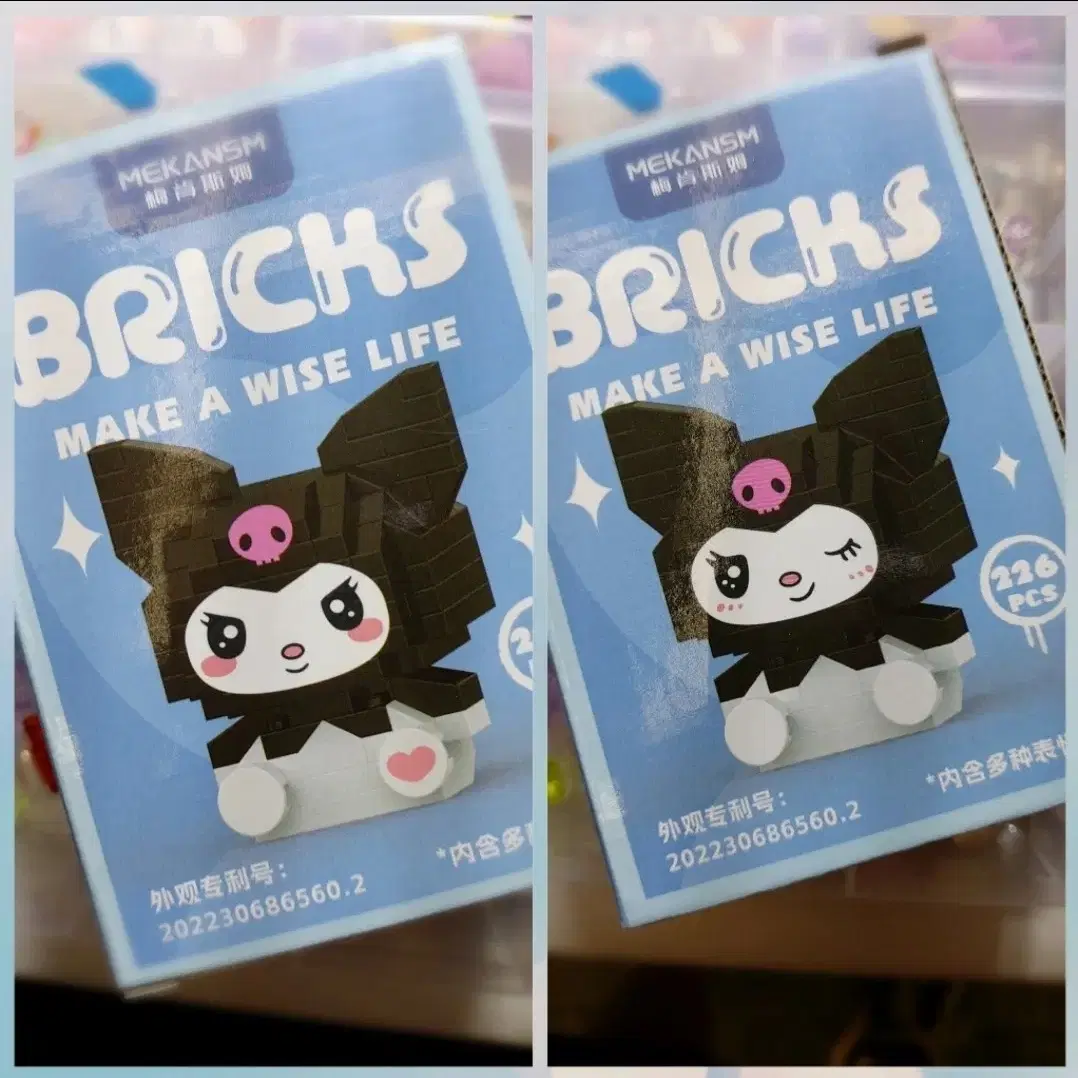 MEKANSM
梅肯斯姆
BRICKS
MAKE A WISE LIFE
*内含多
外观专利号:
202230686560.2
MEKANSM
梅肯斯姆
BRICKS
MAKE A WISE LIFE
226
PCS
*内含多种表
外观专利号:
202230686560.2